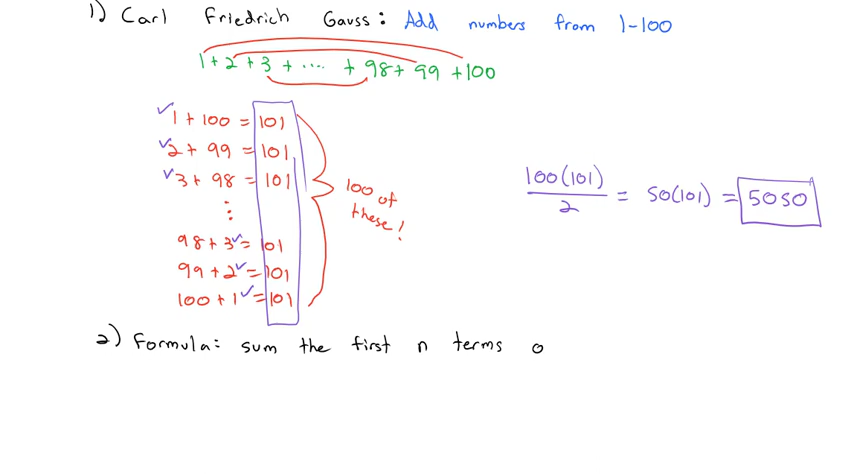 1) Carl Friedrich Gauss: Add numbers from 1-100
1 + 2 + 3 + .... + 98 + 99 + 100
1 + 100 = 101
2 + 99 = 101
3 + 98 = 101
⋮
98 + 3 = 101
99 + 2 = 101
100 + 1 = 101
100 of
these!
100(101)
2
= 50(101) = 5050
2) Formula: sum the first n terms o